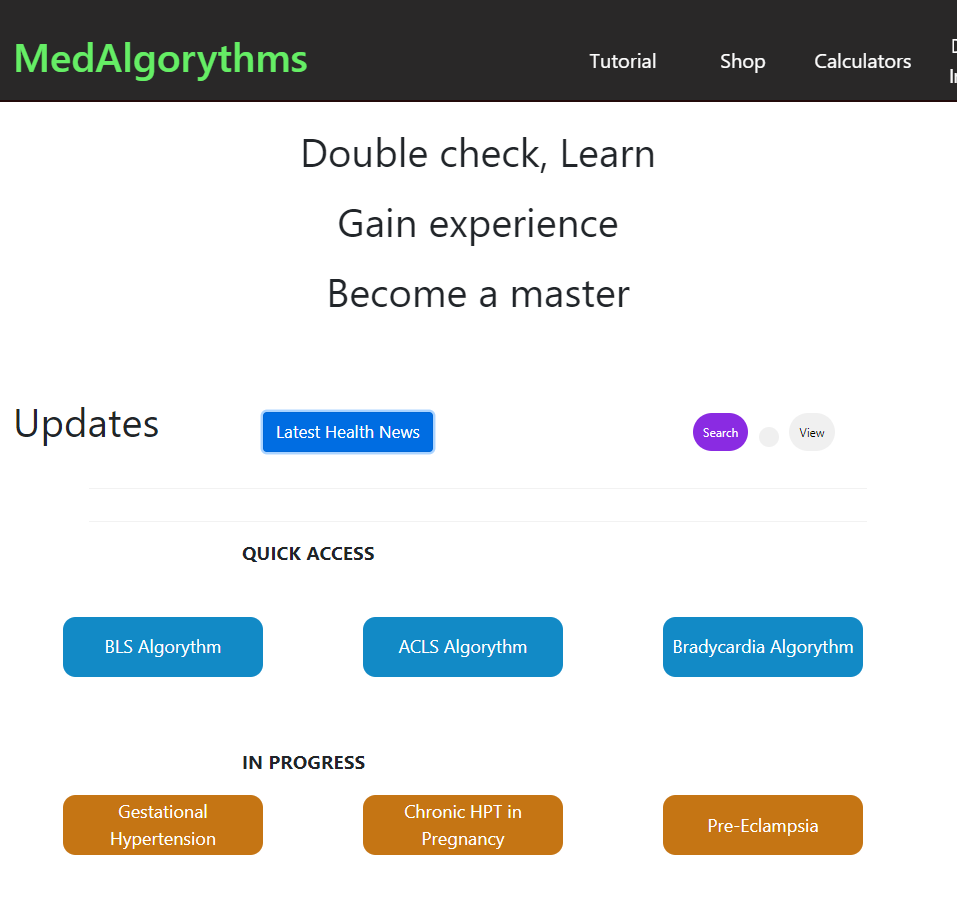 MedAlgorythms
Tutorial
Shop
Calculators
Double check, Learn
Gain experience
Become a master
Updates
Latest Health News
Search
View
QUICK ACCESS
BLS Algorythm
ACLS Algorythm
Bradycardia Algorythm
IN PROGRESS
Gestational
Hypertension
Chronic HPT in
Pregnancy
Pre-Eclampsia